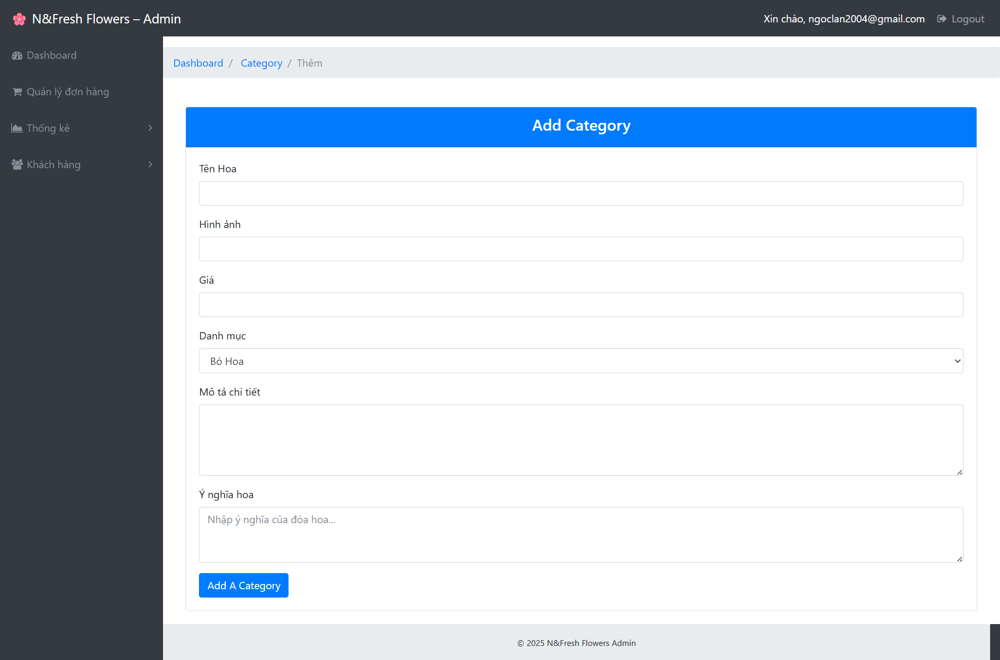 N&Fresh Flowers – Admin
Xin chào, ngoclan2004@gmail.com
Logout
Dashboard
Quản lý đơn hàng
Thống kê
Khách hàng
Dashboard / Category / Thêm
Add Category
Tên Hoa
Hình ảnh
Giá
Danh mục
Bó Hoa
Mô tả chi tiết
Ý nghĩa hoa
Nhập ý nghĩa của đóa hoa...
Add A Category
© 2025 N&Fresh Flowers Admin